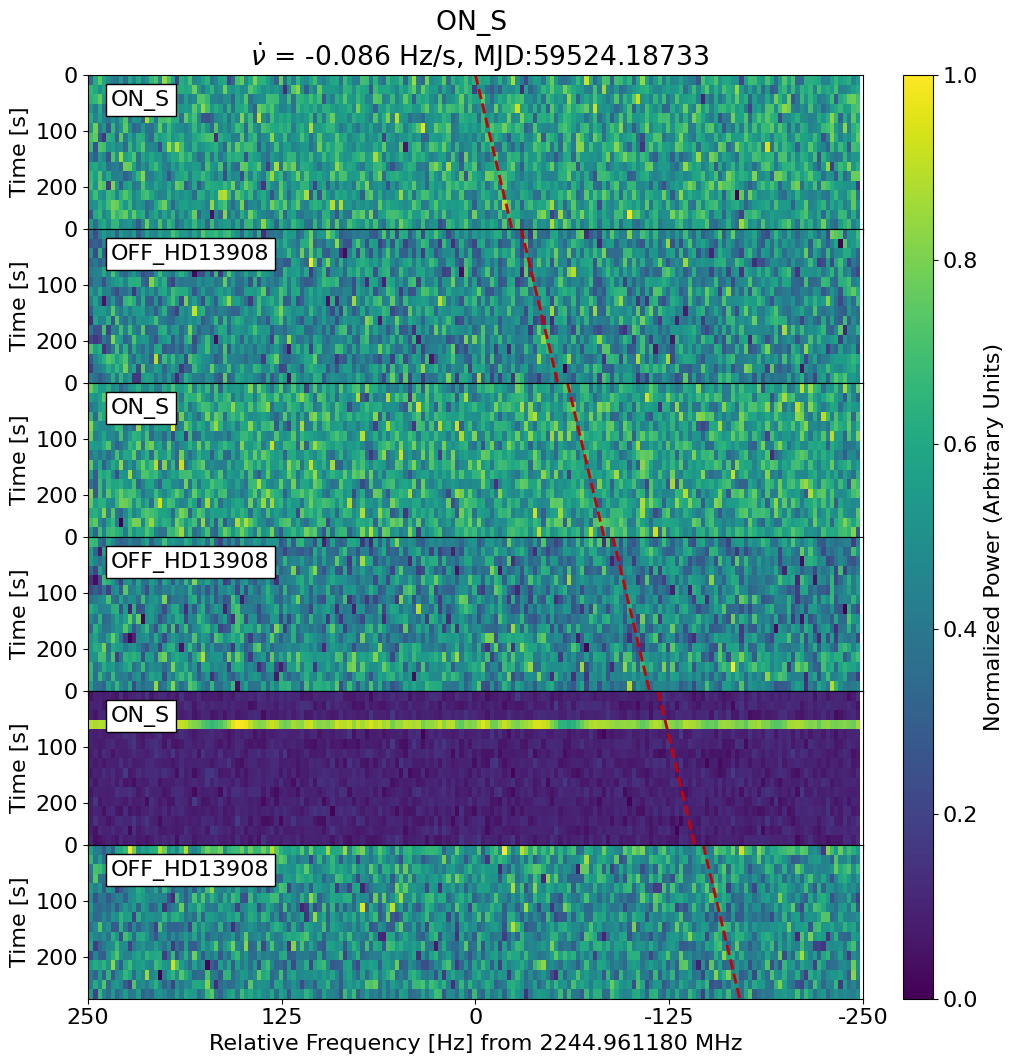 ON_S
ν̇ = -0.086 Hz/s, MJD:59524.18733
0
ON_S
100
Time [s]
200
0
OFF_HD13908
100
Time [s]
200
0
ON_S
100
Time [s]
200
0
OFF_HD13908
100
Time [s]
200
0
ON_S
100
Time [s]
200
0
OFF_HD13908
100
Time [s]
200
250 125 0 -125 -250
Relative Frequency [Hz] from 2244.961180 MHz
1.0
0.8
0.6
0.4
0.2
0.0
Normalized Power (Arbitrary Units)